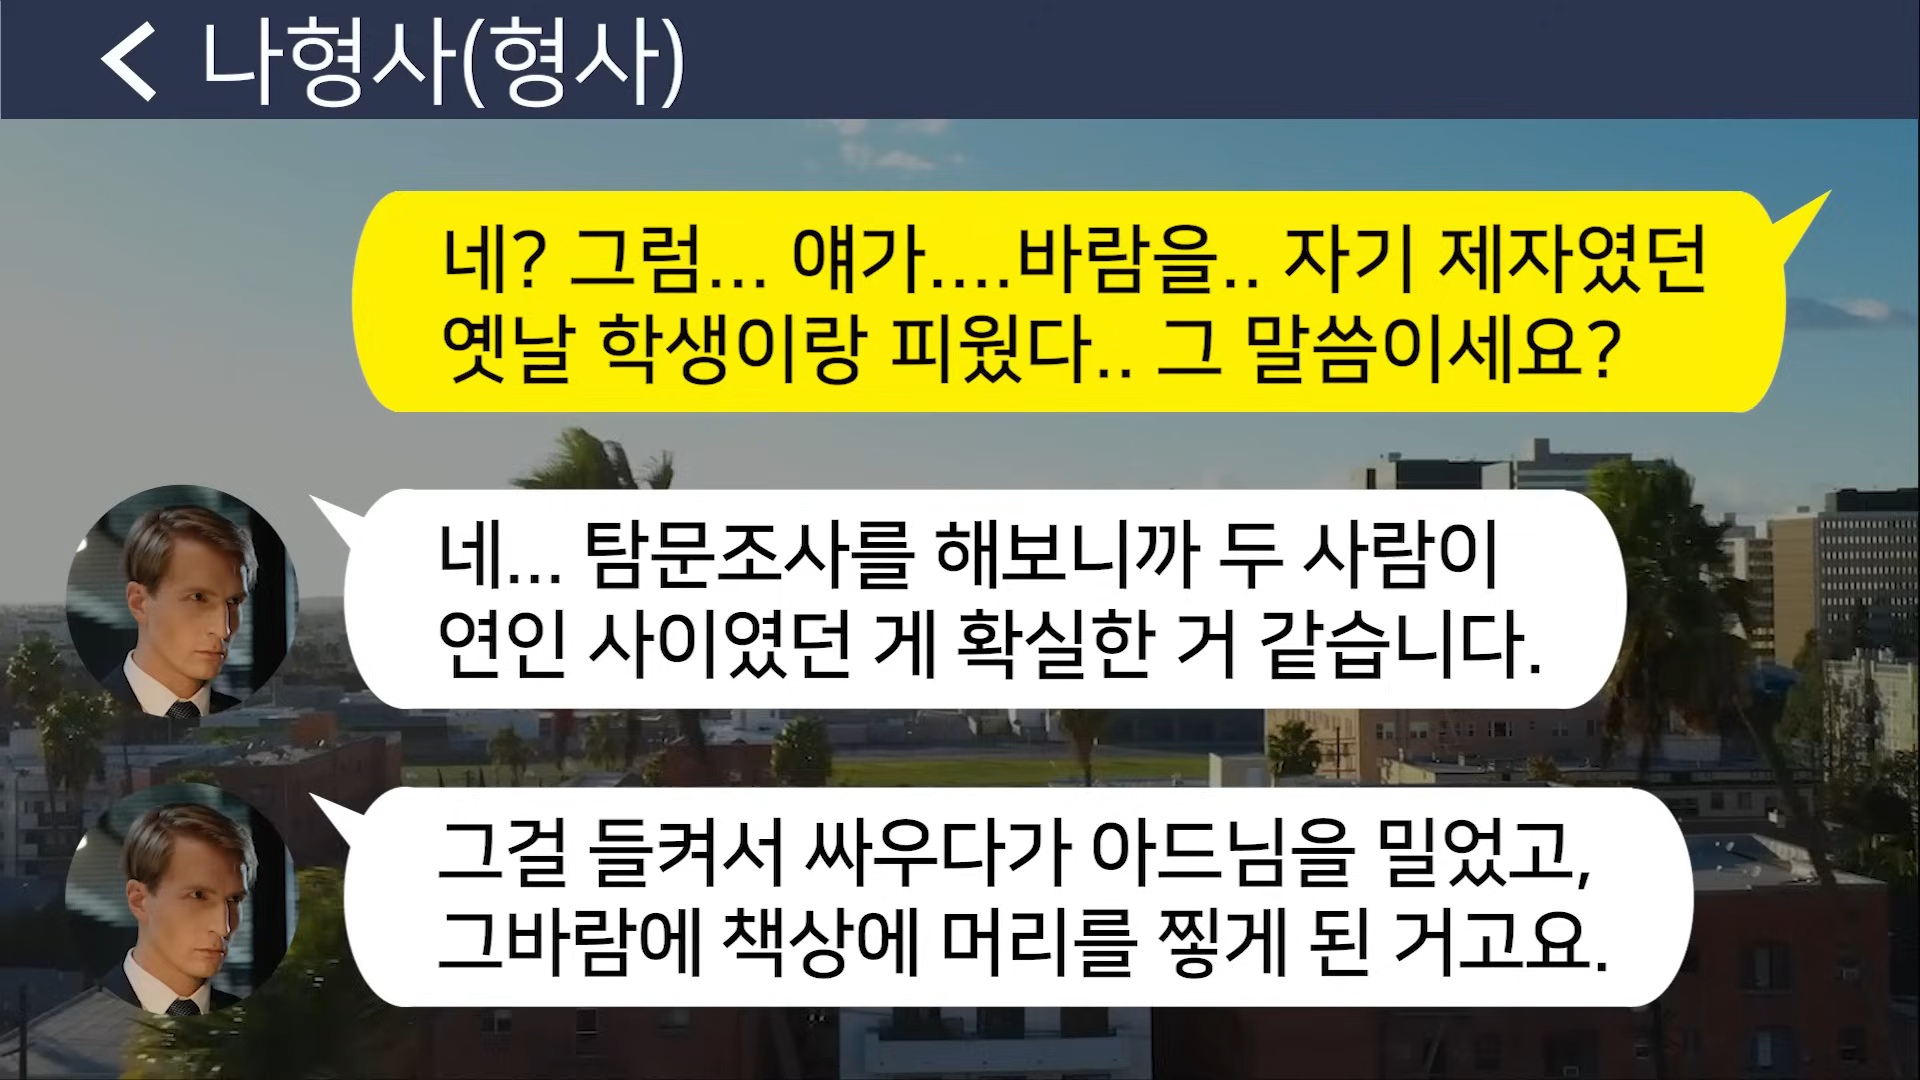 나형사(형사)
네? 그럼... 얘가....바람을.. 자기 제자였던
옛날 학생이랑 피웠다.. 그 말씀이세요?
네... 탐문조사를 해보니까 두 사람이
연인 사이였던 게 확실한 거 같습니다.
그걸 들켜서 싸우다가 아드님을 밀었고,
그바람에 책상에 머리를 찧게 된 거고요.